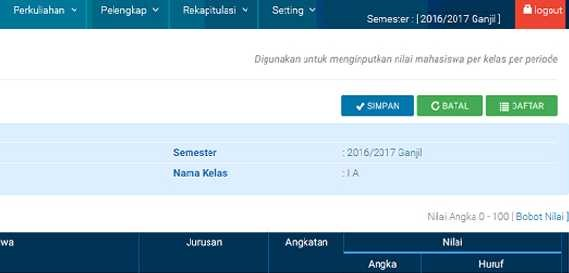 Perkuliahan Pelengkap Rekapitulasi Setting Semester : [ 2016/2017 Ganjil ] logout
Digunakan untuk menginputkan nilai mahasiswa per kelas per periode
SIMPAN BATAL DAFTAR
Semester : 2016/2017 Ganjil
Nama Kelas : I A
Nilai Angka 0 - 100 [ Bobot Nilai ]
wa Jurusan Angkatan Nilai
Angka Huruf